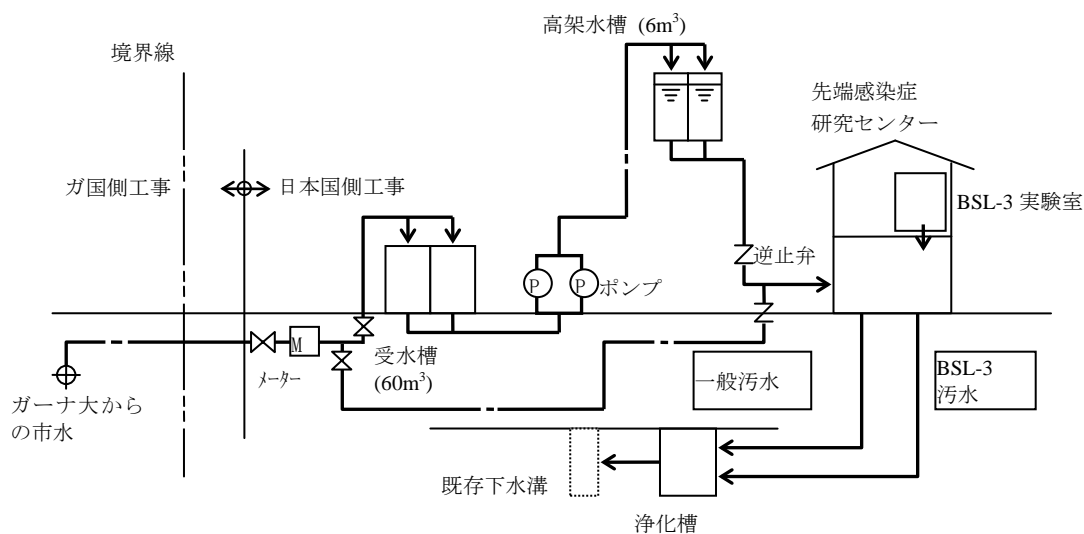 高架水槽 (6m³)
境界線
先端感染症
研究センター
ガ国側工事
日本国側工事
BSL-3 実験室
逆止弁
P
P
ポンプ
M
メーター
受水槽
(60m³)
一般汚水
BSL-3
汚水
ガーナ大から
の市水
既存下水溝
浄化槽